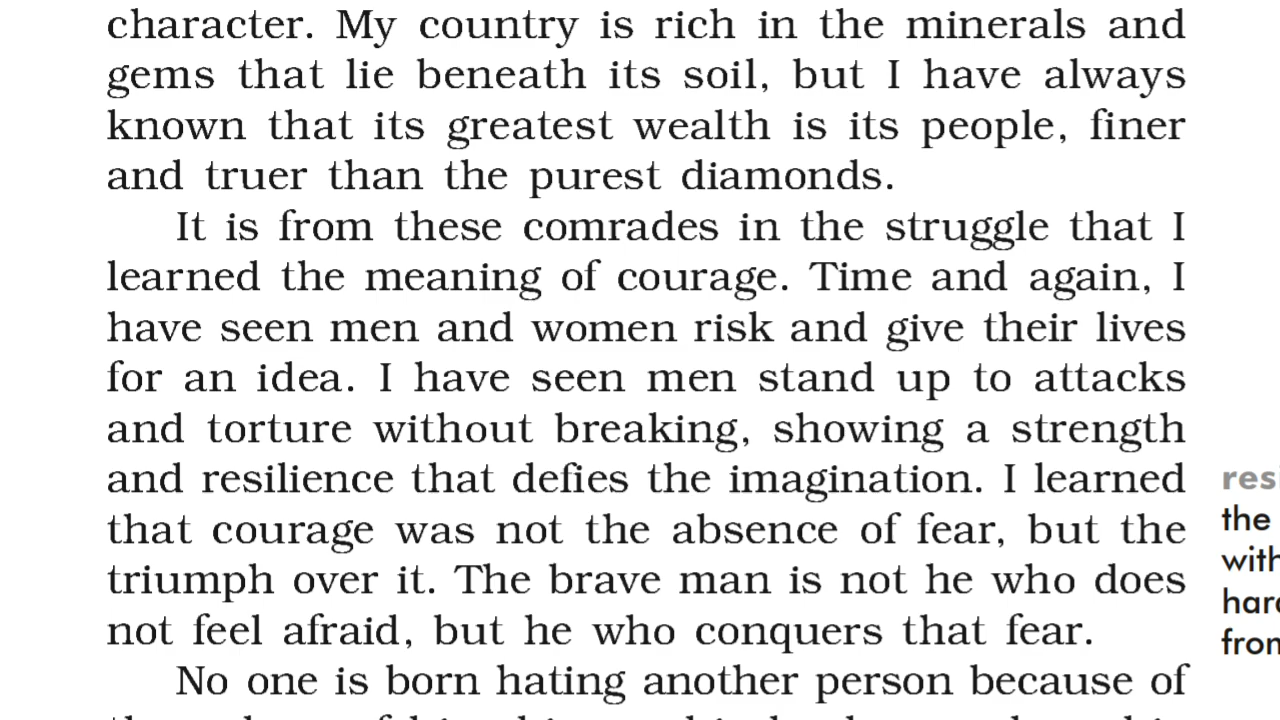 character. My country is rich in the minerals and
gems that lie beneath its soil, but I have always
known that its greatest wealth is its people, finer
and truer than the purest diamonds.
It is from these comrades in the struggle that I
learned the meaning of courage. Time and again, I
have seen men and women risk and give their lives
for an idea. I have seen men stand up to attacks
and torture without breaking, showing a strength
and resilience that defies the imagination. I learned
that courage was not the absence of fear, but the
triumph over it. The brave man is not he who does
not feel afraid, but he who conquers that fear.
No one is born hating another person because of
the